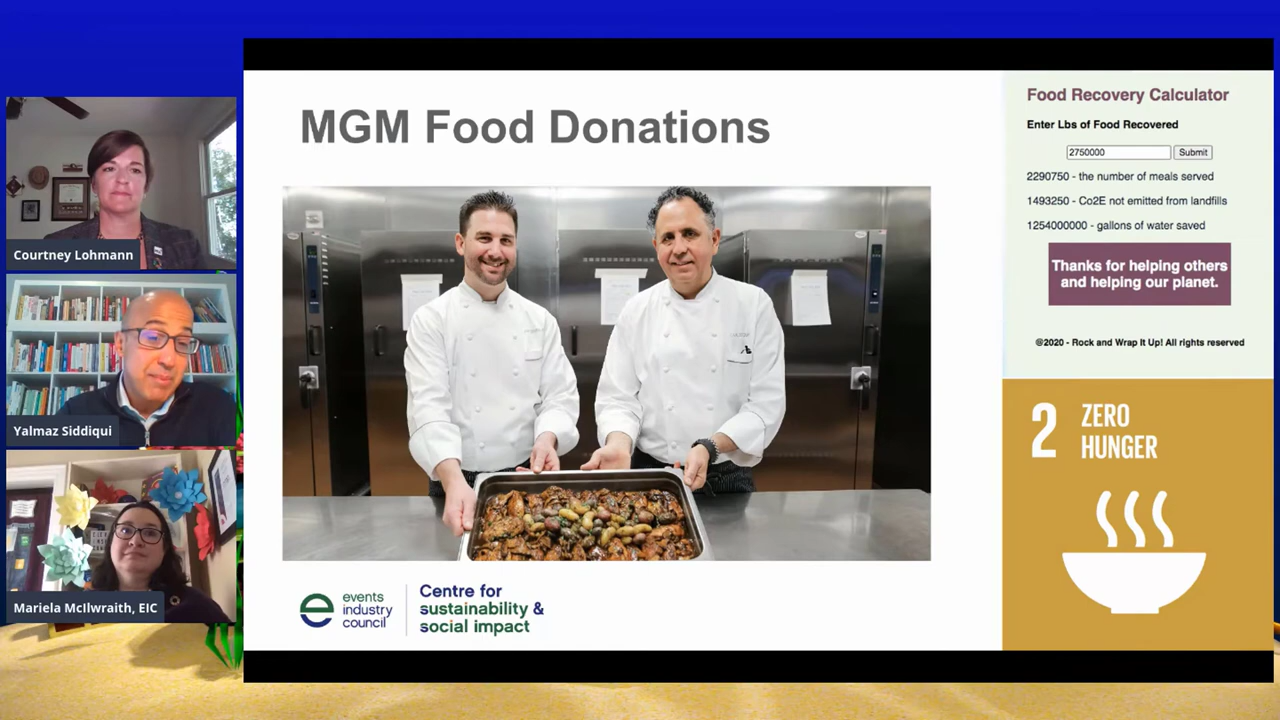 Courtney Lohmann
Yalmaz Siddiqui
Mariela McIlwraith, EIC
MGM Food Donations
events
industry
council
Centre for
sustainability &
social impact
Food Recovery Calculator
Enter Lbs of Food Recovered
2750000 Submit
2290750 - the number of meals served
1493250 - Co2E not emitted from landfills
1254000000 - gallons of water saved
Thanks for helping others
and helping our planet.
@2020 - Rock and Wrap It Up! All rights reserved
2 ZERO
HUNGER